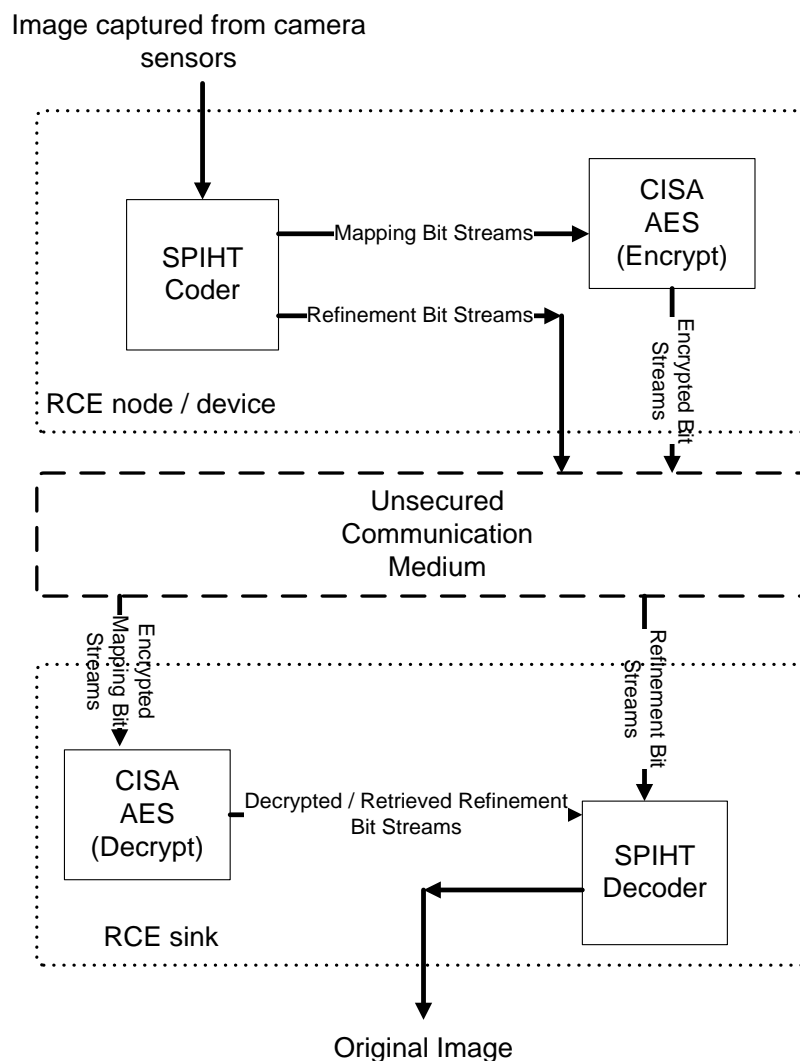 Image captured from camera
sensors
SPIHT
Coder
Mapping Bit Streams
Refinement Bit Streams
CISA
AES
(Encrypt)
Encrypted Bit
Streams
RCE node / device
Unsecured
Communication
Medium
Encrypted
Mapping Bit
Streams
Refinement Bit
Streams
CISA
AES
(Decrypt)
Decrypted / Retrieved Refinement
Bit Streams
SPIHT
Decoder
RCE sink
Original Image